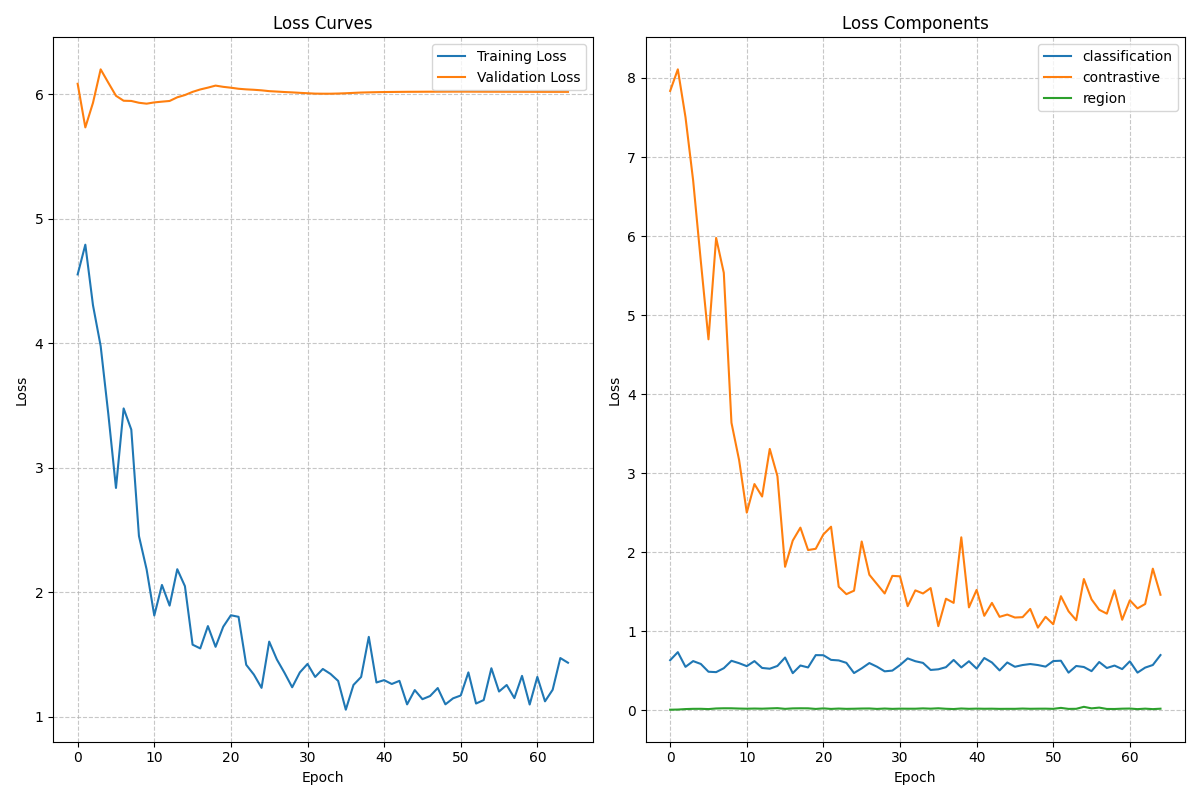 Loss Curves
Training Loss
Validation Loss
6
5
4
3
2
1
Loss
0 10 20 30 40 50 60
Epoch
Loss Components
classification
contrastive
region
8
7
6
5
4
3
2
1
0
Loss
0 10 20 30 40 50 60
Epoch